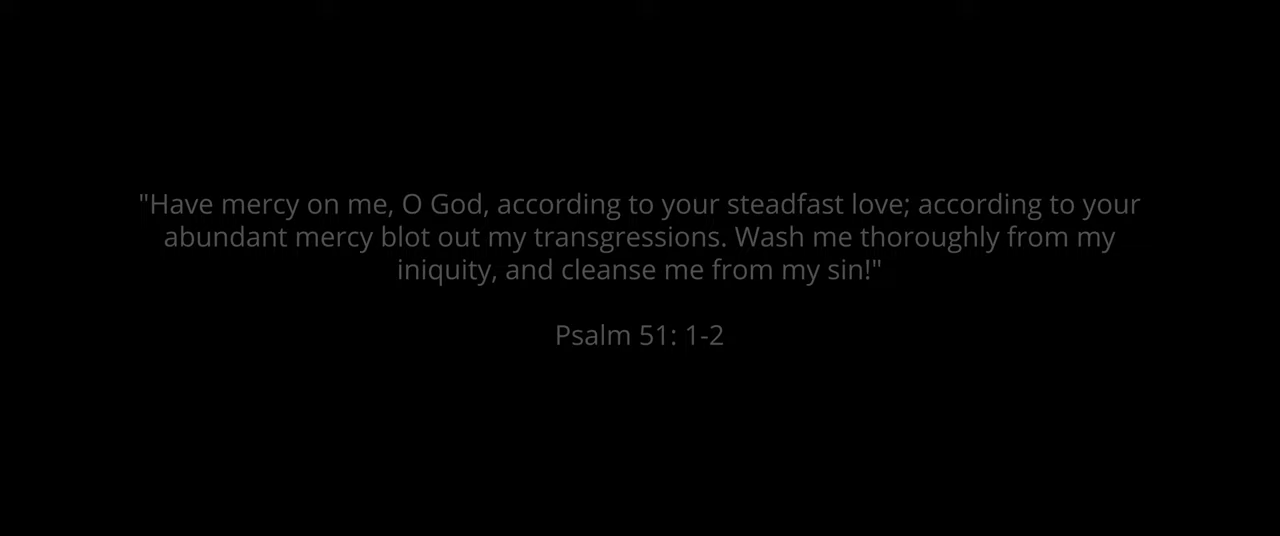 "Have mercy on me, O God, according to your steadfast love; according to your
abundant mercy blot out my transgressions. Wash me thoroughly from my
iniquity, and cleanse me from my sin!"
Psalm 51: 1-2